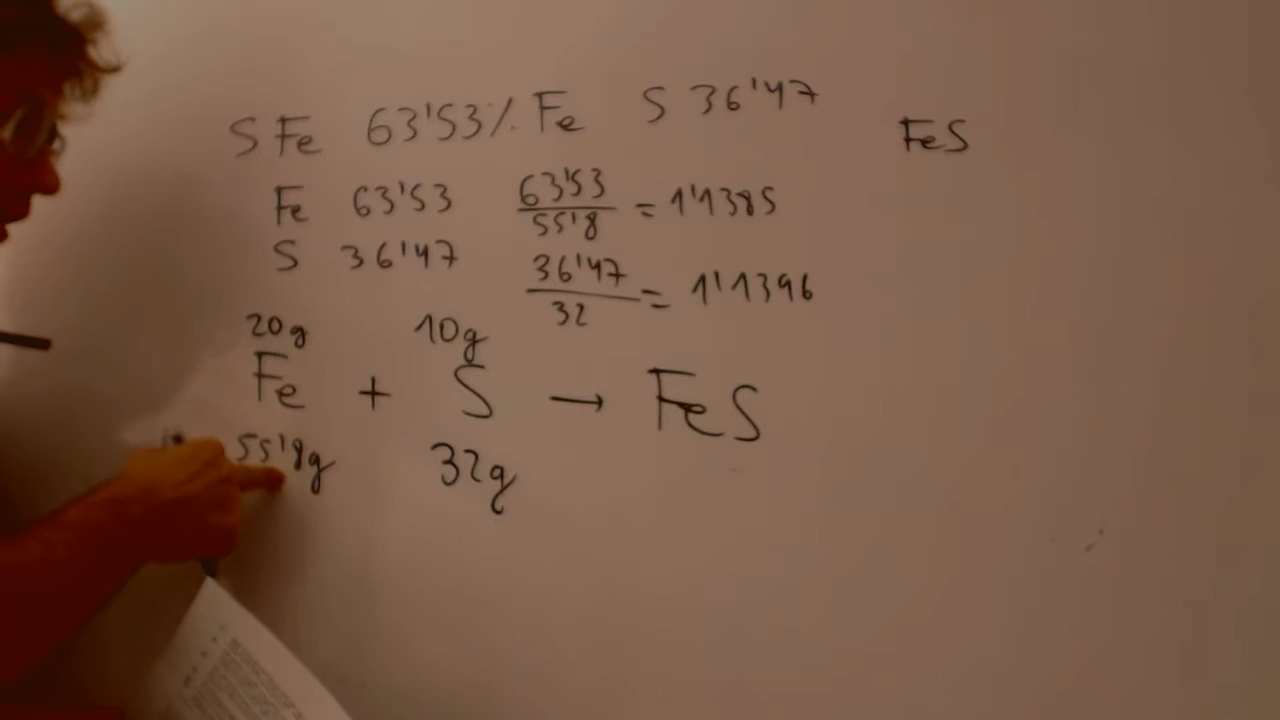 S Fe 63'53% Fe S 36'47
FeS
Fe 63'53 63'53/55'8 = 1'1385
S 36'47 36'47/32 = 1'1396
20g 10g
Fe + S → FeS
55'8g 32g